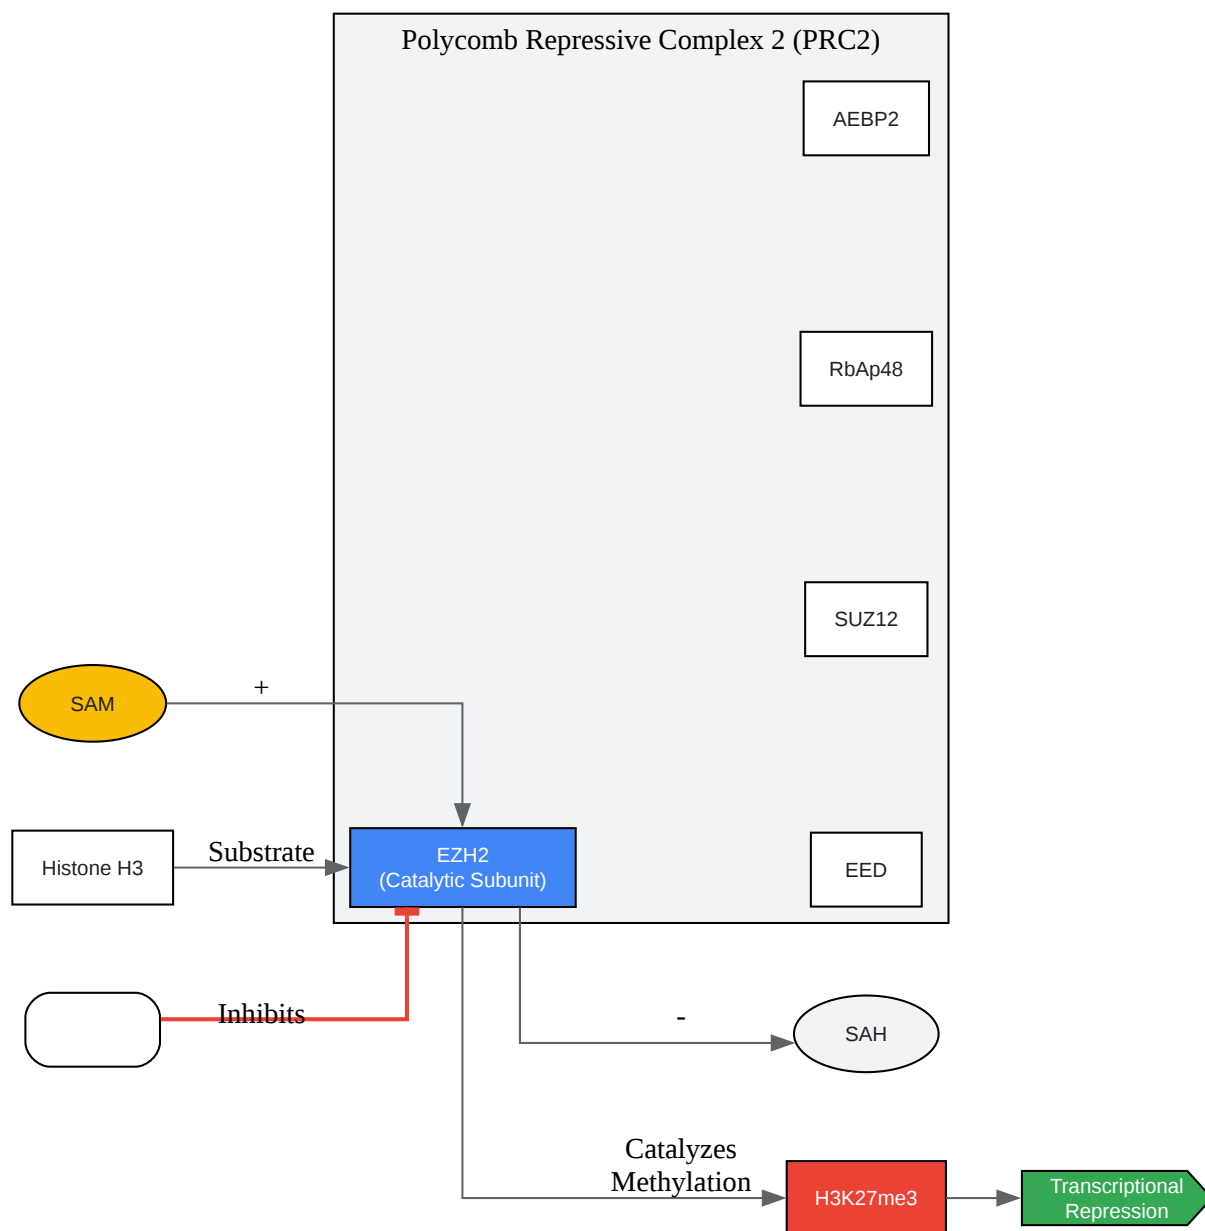 Polycomb Repressive Complex 2 (PRC2)
AEBP2
RbAp48
SUZ12
SAM
+
Histone H3
Substrate
EZH2
(Catalytic Subunit)
EED
Inhibits
-
SAH
Catalyzes
Methylation
H3K27me3
Transcriptional
Repression